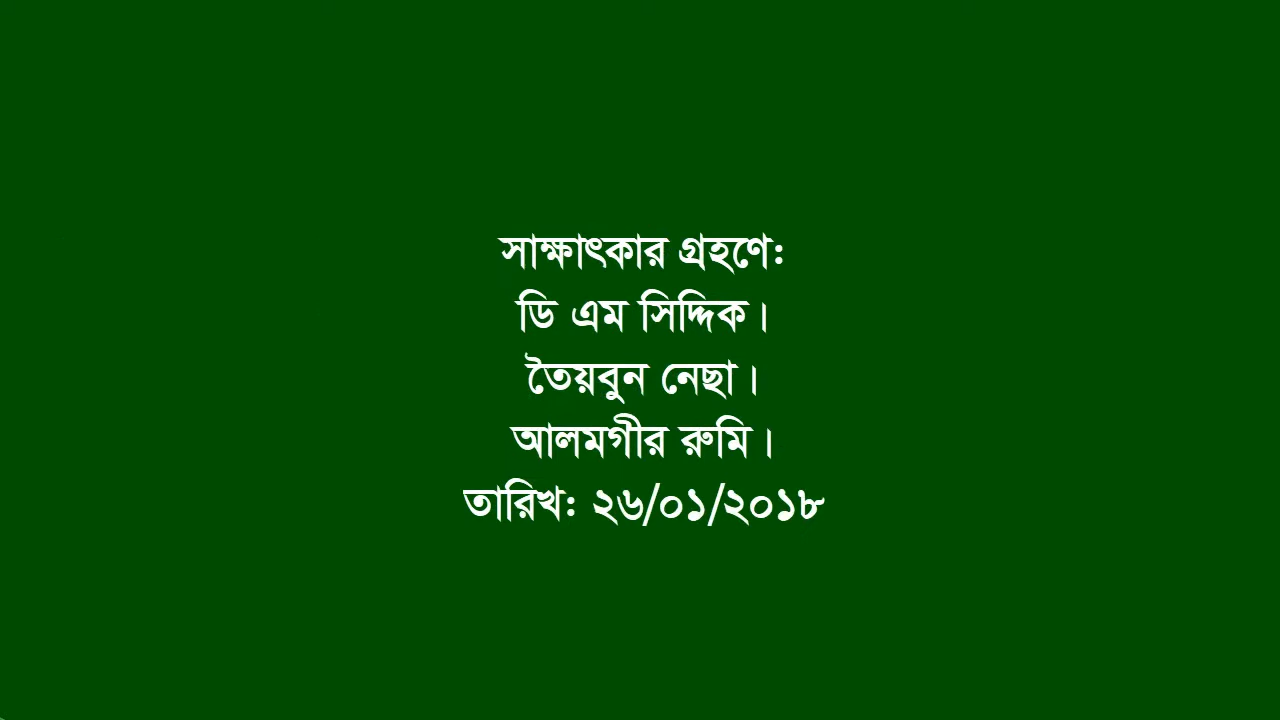 সাক্ষাৎকার গ্রহণে:
ডি এম সিদ্দিক।
তৈয়বুন নেছা।
আলমগীর রুমি।
তারিখ: ২৬/০১/২০১৮